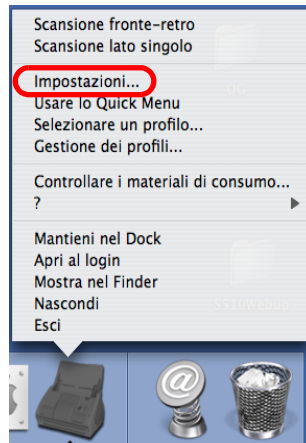 Scansione fronte-retro
Scansione lato singolo
Impostazioni...
Usare lo Quick Menu
Selezionare un profilo...
Gestione dei profili...
Controllare i materiali di consumo...
?
Mantieni nel Dock
Apri al login
Mostra nel Finder
Nascondi
Esci